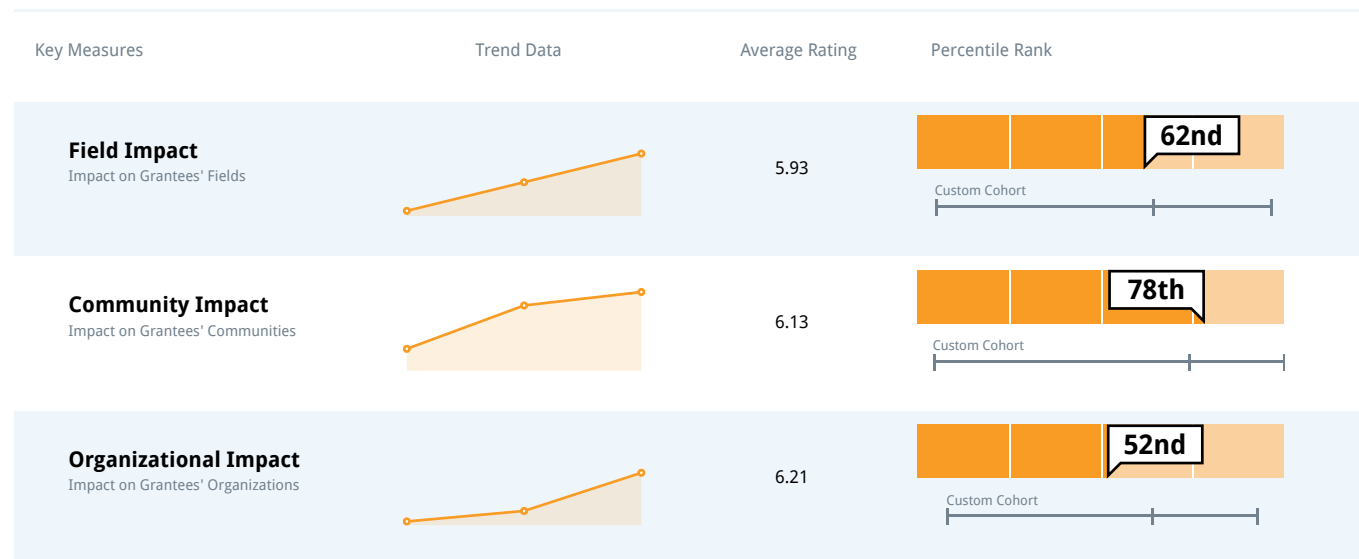 Key Measures
Trend Data
Average Rating
Percentile Rank
Field Impact
Impact on Grantees' Fields
5.93
62nd
Custom Cohort
Community Impact
Impact on Grantees' Communities
6.13
78th
Custom Cohort
Organizational Impact
Impact on Grantees' Organizations
6.21
52nd
Custom Cohort